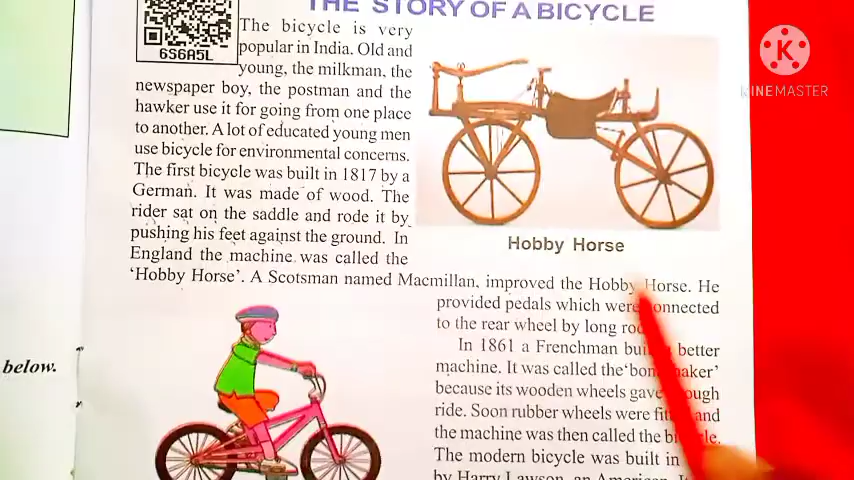 THE STORY OF A BICYCLE
6S6A5L
The bicycle is very
popular in India. Old and
young, the milkman, the
newspaper boy, the postman and the
hawker use it for going from one place
to another. A lot of educated young men
use bicycle for environmental concerns.
The first bicycle was built in 1817 by a
German. It was made of wood. The
rider sat on the saddle and rode it by
pushing his feet against the ground. In
England the machine was called the
'Hobby Horse'. A Scotsman named Macmillan, improved the Hobby Horse. He
provided pedals which were connected
to the rear wheel by long
In 1861 a Frenchman better
machine. It was called the
because its wooden wheels gave
ride. Soon rubber wheels were and
the machine was then called the
The modern bicycle was built in
by Harry Lawson, an American. It
Hobby Horse
below.
K
KINEMASTER